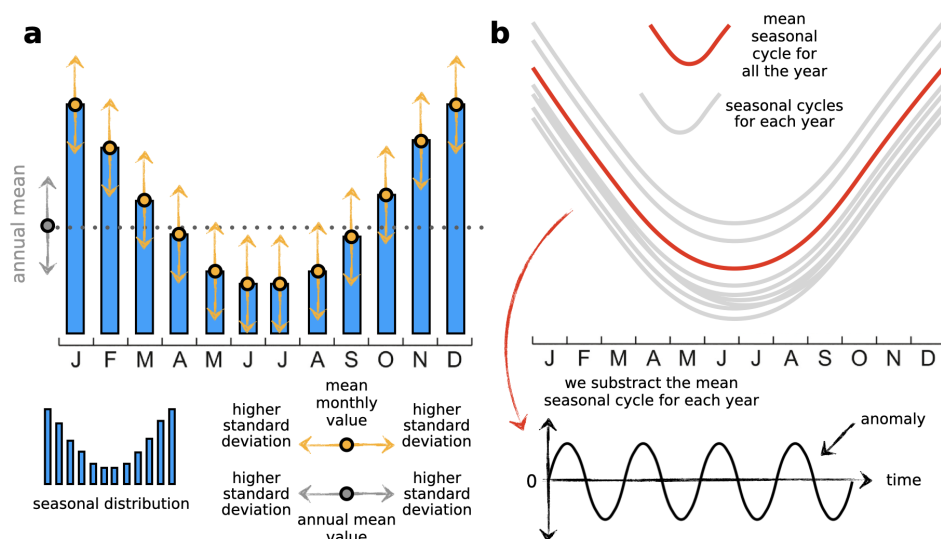 a
annual mean
J F M A M J J A S O N D
seasonal distribution
mean
monthly
value
higher
standard
deviation
higher
standard
deviation
higher
standard
deviation
higher
standard
deviation
annual mean
value
b
mean
seasonal
cycle for
all the year
seasonal cycles
for each year
J F M A M J J A S O N D
we substract the mean
seasonal cycle for each year
anomaly
0
time